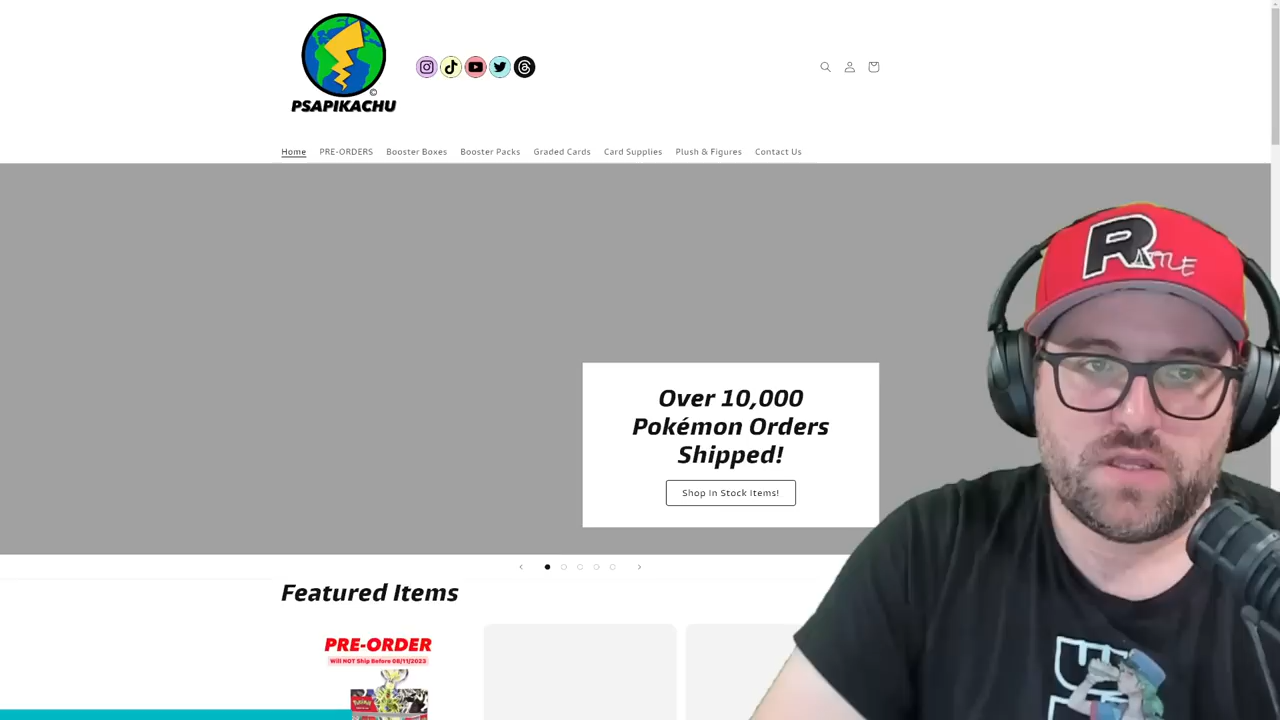 ©
PSAPIKACHU
Home PRE-ORDERS Booster Boxes Booster Packs Graded Cards Card Supplies Plush & Figures Contact Us
R
Over 10,000
Pokémon Orders
Shipped!
Shop In Stock Items!
Featured Items
PRE-ORDER
Will NOT Ship Before 08/11/2023
Pokémon